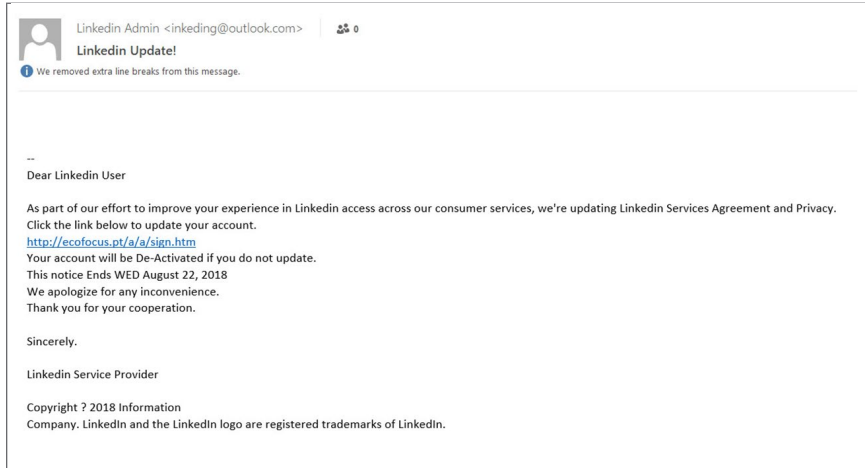 Linkedin Admin <inkeding@outlook.com> 0
Linkedin Update!
We removed extra line breaks from this message.
--
Dear Linkedin User
As part of our effort to improve your experience in Linkedin access across our consumer services, we're updating Linkedin Services Agreement and Privacy.
Click the link below to update your account.
http://ecofocus.pt/a/a/sign.htm
Your account will be De-Activated if you do not update.
This notice Ends WED August 22, 2018
We apologize for any inconvenience.
Thank you for your cooperation.
Sincerely.
Linkedin Service Provider
Copyright ? 2018 Information
Company. LinkedIn and the LinkedIn logo are registered trademarks of LinkedIn.